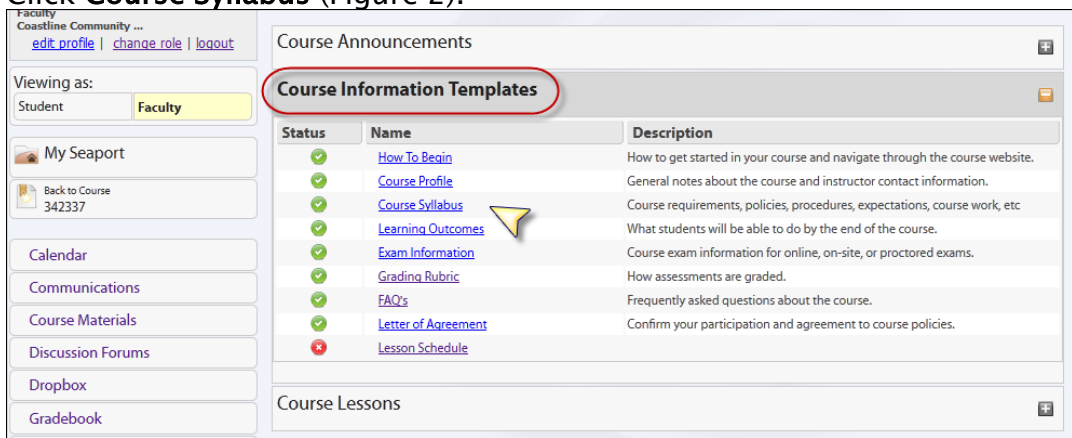 Click Course Syllabus (Figure 2).
Faculty
Coastline Community ...
edit profile | change role | logout
Viewing as:
Student Faculty
My Seaport
Back to Course
342337
Calendar
Communications
Course Materials
Discussion Forums
Dropbox
Gradebook
Course Announcements
Course Information Templates
Status Name Description
How To Begin How to get started in your course and navigate through the course website.
Course Profile General notes about the course and instructor contact information.
Course Syllabus Course requirements, policies, procedures, expectations, course work, etc
Learning Outcomes What students will be able to do by the end of the course.
Exam Information Course exam information for online, on-site, or proctored exams.
Grading Rubric How assessments are graded.
FAQ's Frequently asked questions about the course.
Letter of Agreement Confirm your participation and agreement to course policies.
Lesson Schedule
Course Lessons